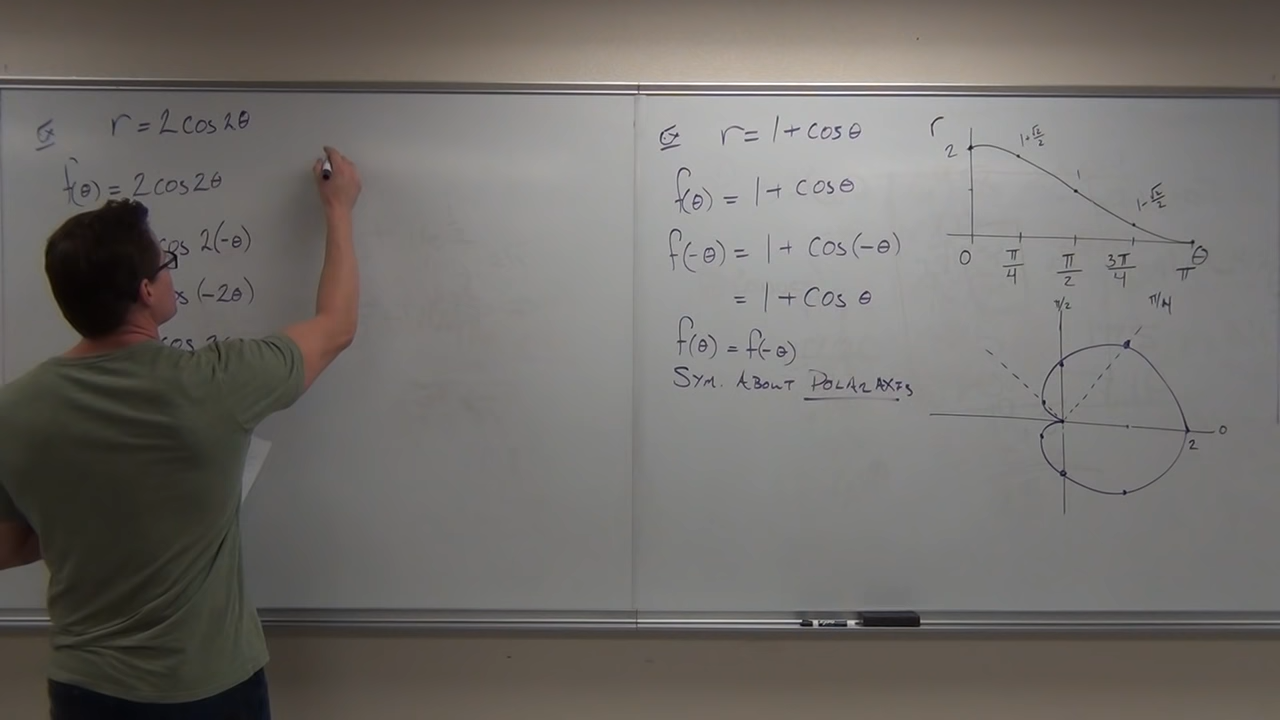 Ex r = 2 cos 2θ
f(θ) = 2 cos 2θ
cos 2(-θ)
cos (-2θ)
cos
Ex r = 1 + cos θ
f(θ) = 1 + cos θ
f(-θ) = 1 + cos(-θ)
= 1 + cos θ
f(θ) = f(-θ)
SYM. ABOUT POLAR AXIS
r
2
1+√2/2
1
1-√2/2
0 π/4 π/2 3π/4 π θ
π/2 π/4
0
2